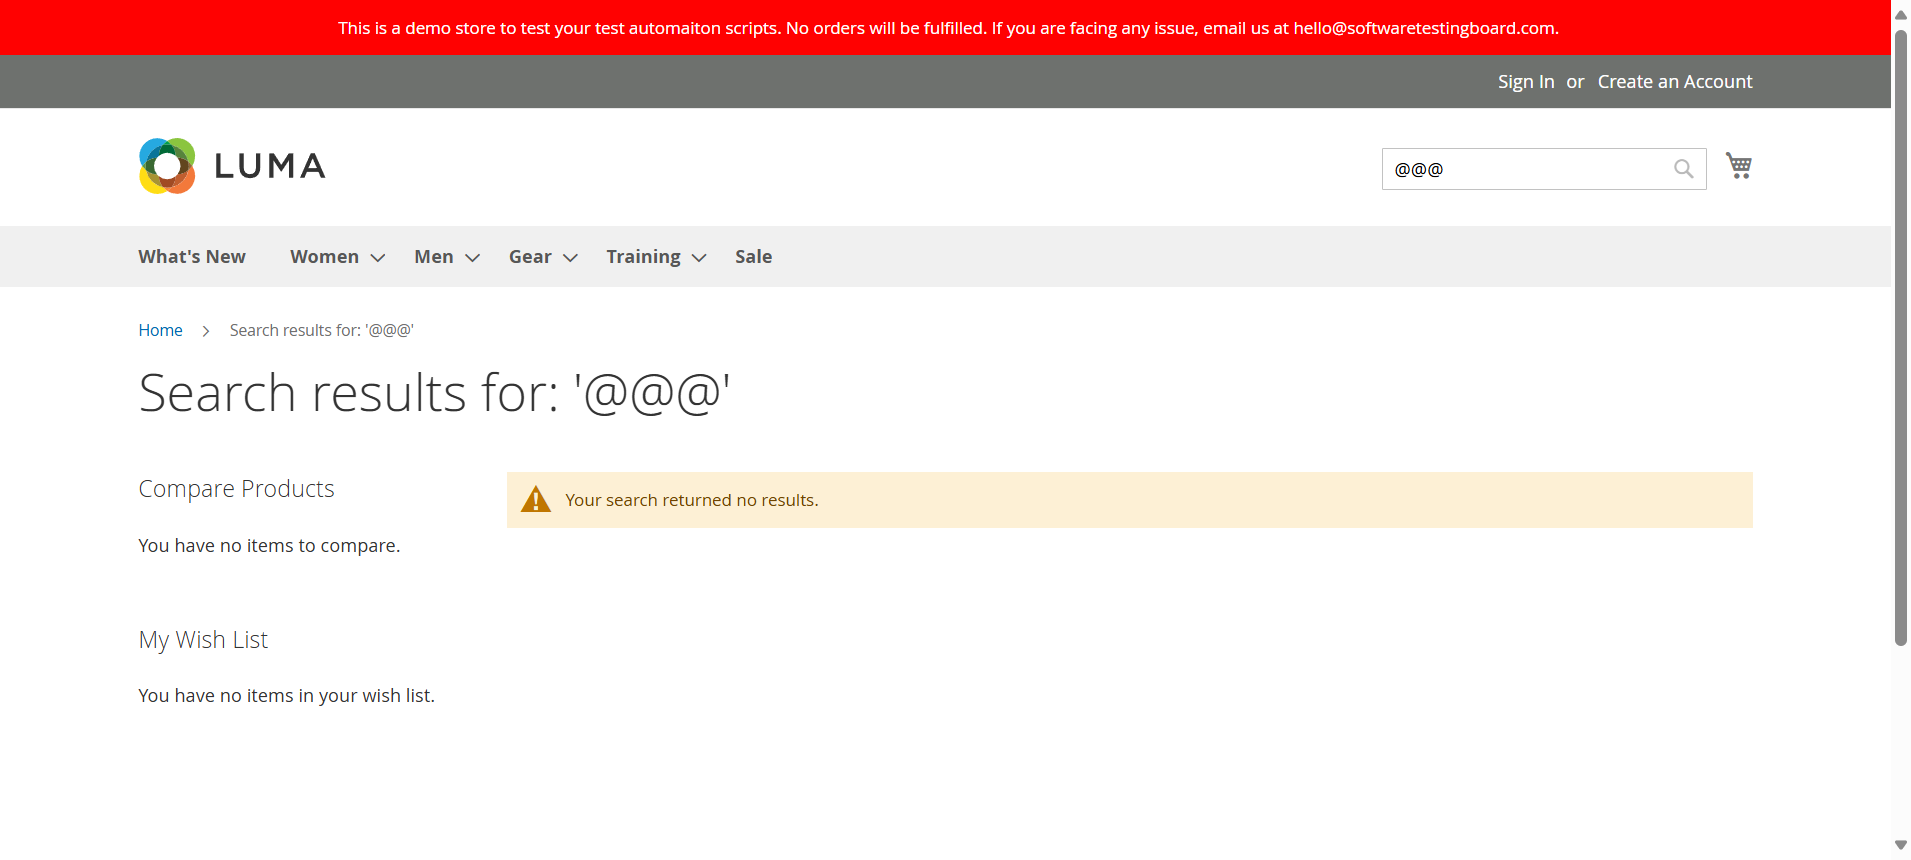 This is a demo store to test your test automaiton scripts. No orders will be fulfilled. If you are facing any issue, email us at hello@softwaretestingboard.com.
Sign In or Create an Account
LUMA
@@@
What's New Women Men Gear Training Sale
Home Search results for: '@@@'
Search results for: '@@@'
Compare Products
You have no items to compare.
Your search returned no results.
My Wish List
You have no items in your wish list.